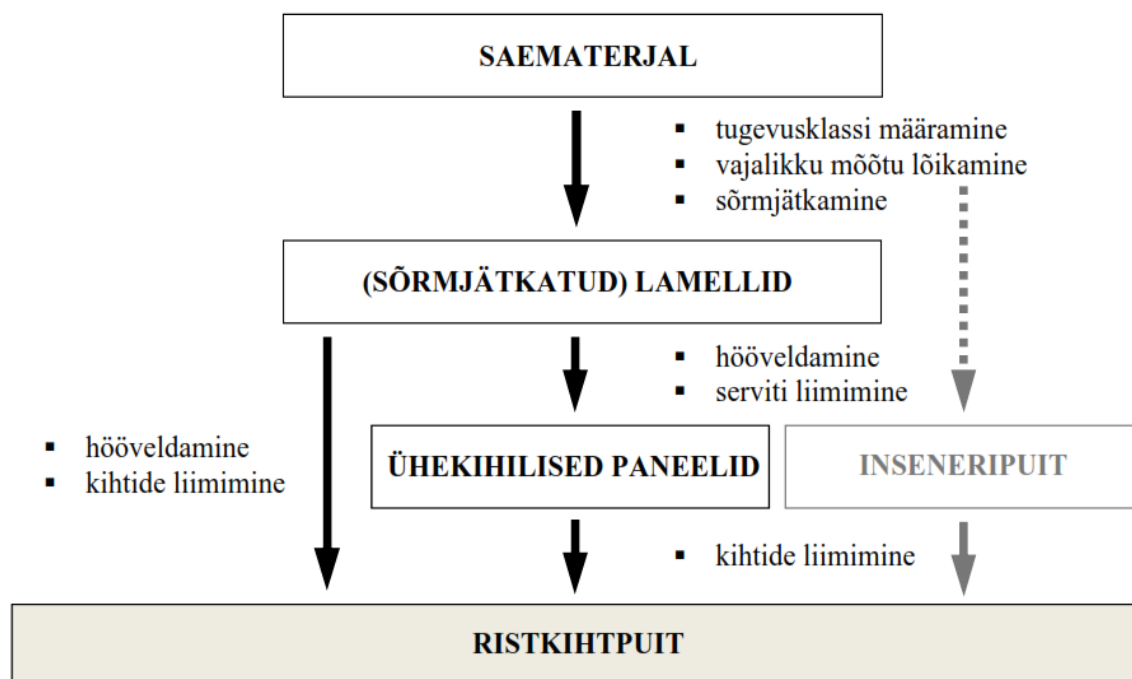 SAEMATERJAL
▪ tugevusklassi määramine
▪ vajalikku mõõtu lõikamine
▪ sõrmjätkamine
(SÕRMJÄTKATUD) LAMELLID
▪ hööveldamine
▪ serviti liimimine
▪ hööveldamine
▪ kihtide liimimine
ÜHEKIHILISED PANEELID
INSENERIPUIT
▪ kihtide liimimine
RISTKIHTPUIT